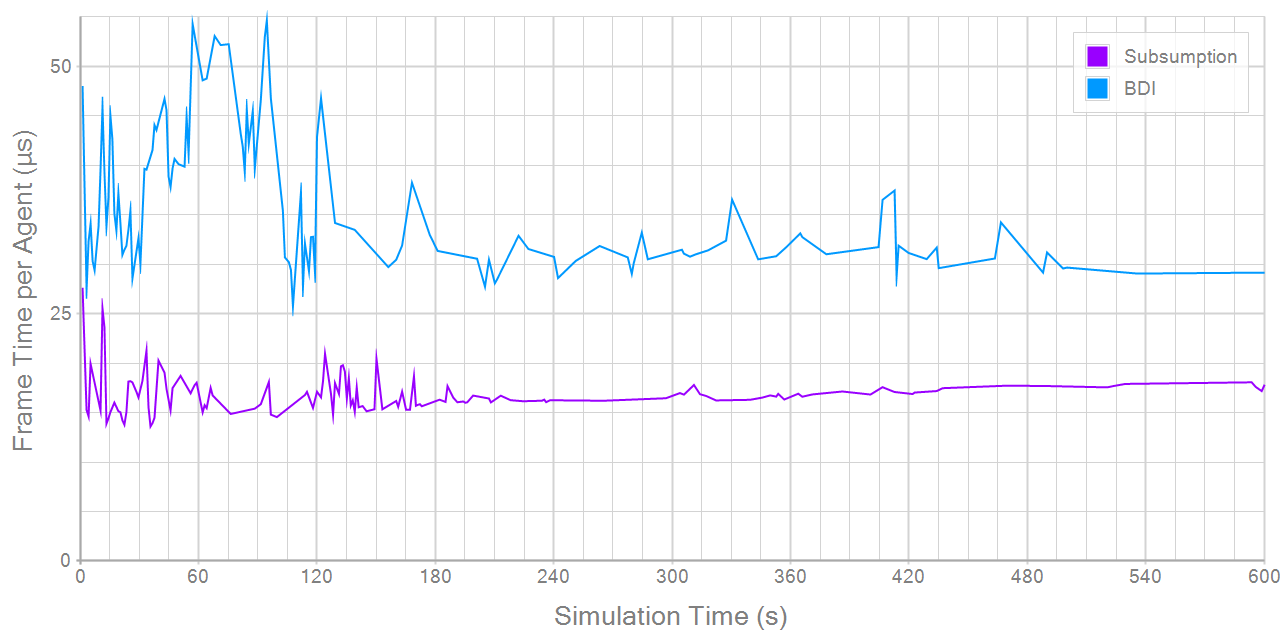 Frame Time per Agent (µs)
50
25
0
Subsumption
BDI
0 60 120 180 240 300 360 420 480 540 600
Simulation Time (s)